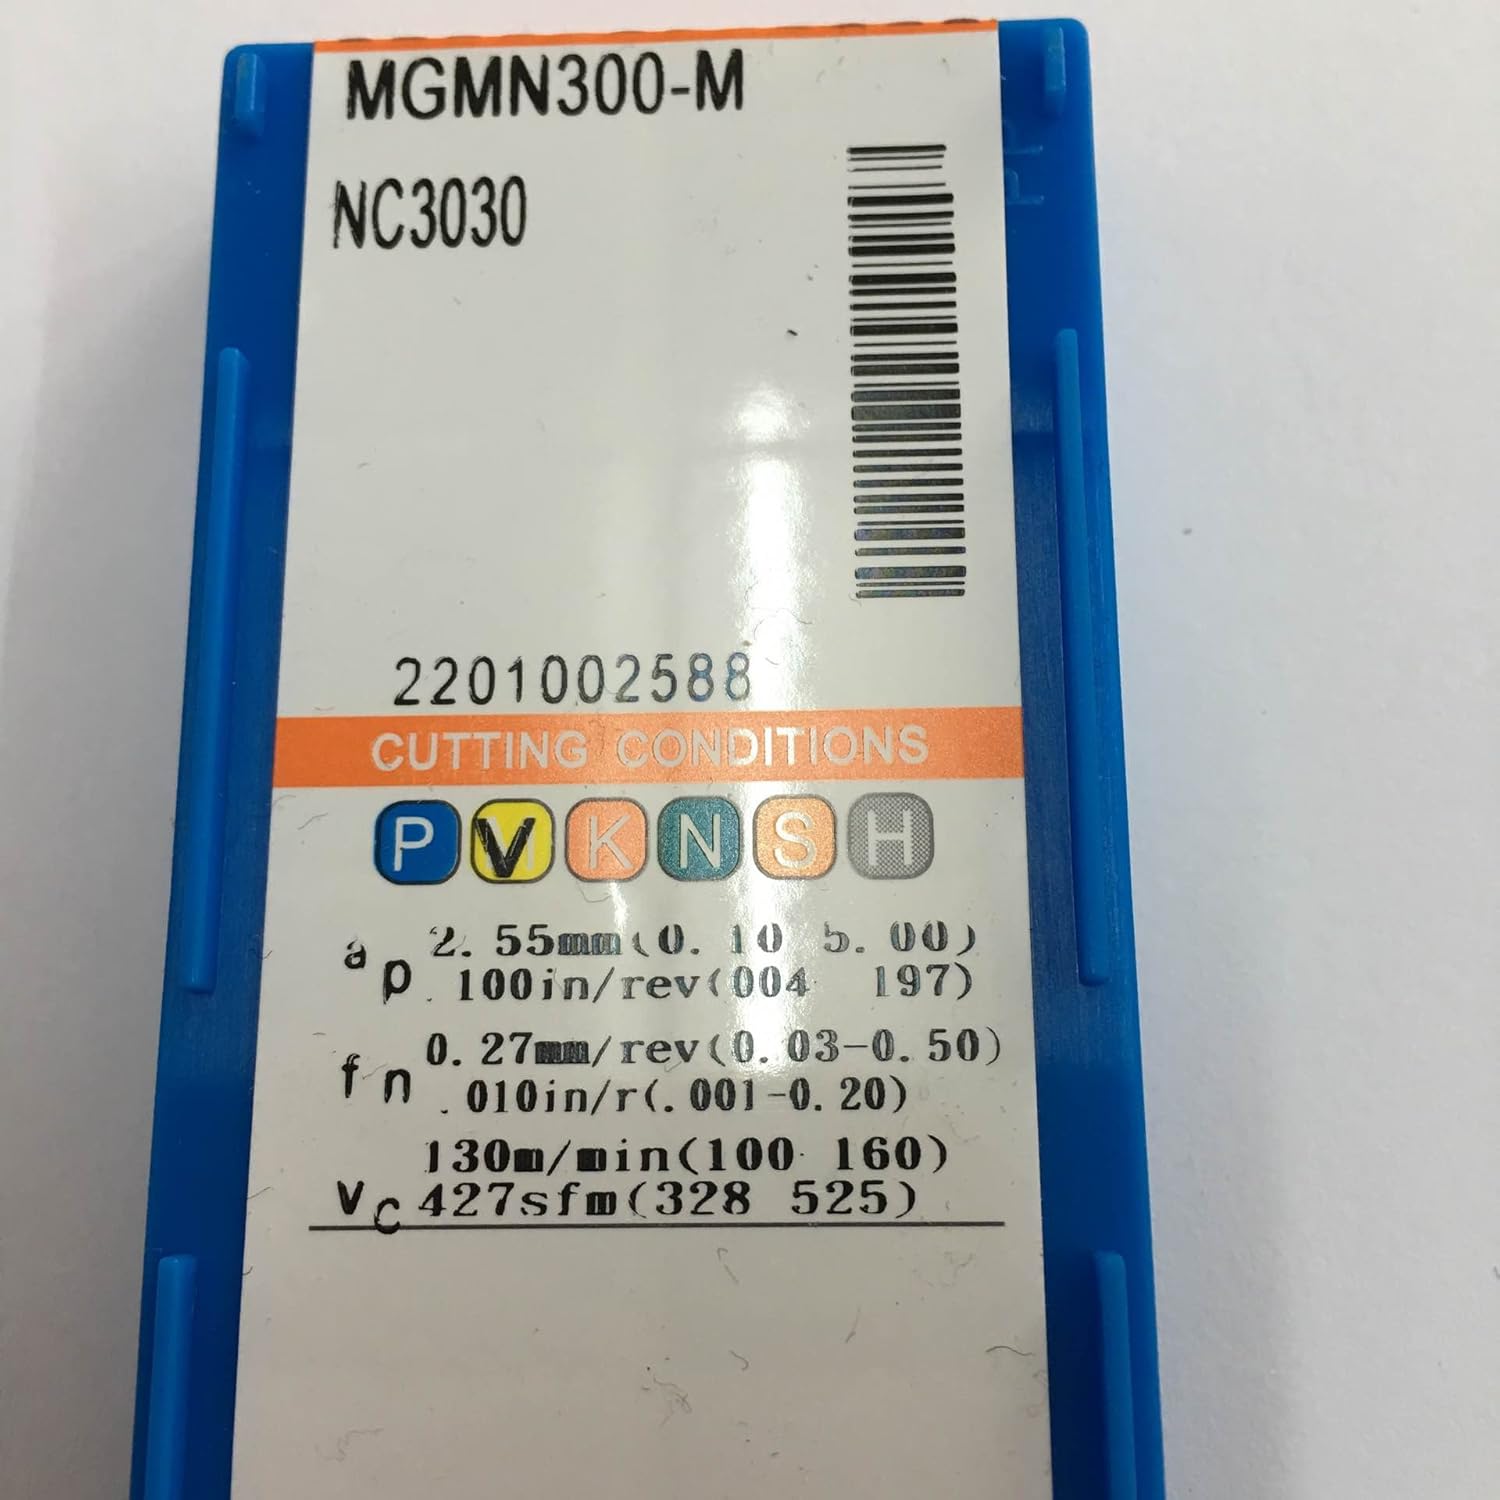 MGMN300-M
NC3030
2201002588
CUTTING CONDITIONS
P M K N S H
ap 2.55mm(0.10 5.00)
.100in/rev(004 197)
fn 0.27mm/rev(0.03-0.50)
.010in/r(.001-0.20)
130m/min(100 160)
vc 427sfm(328 525)